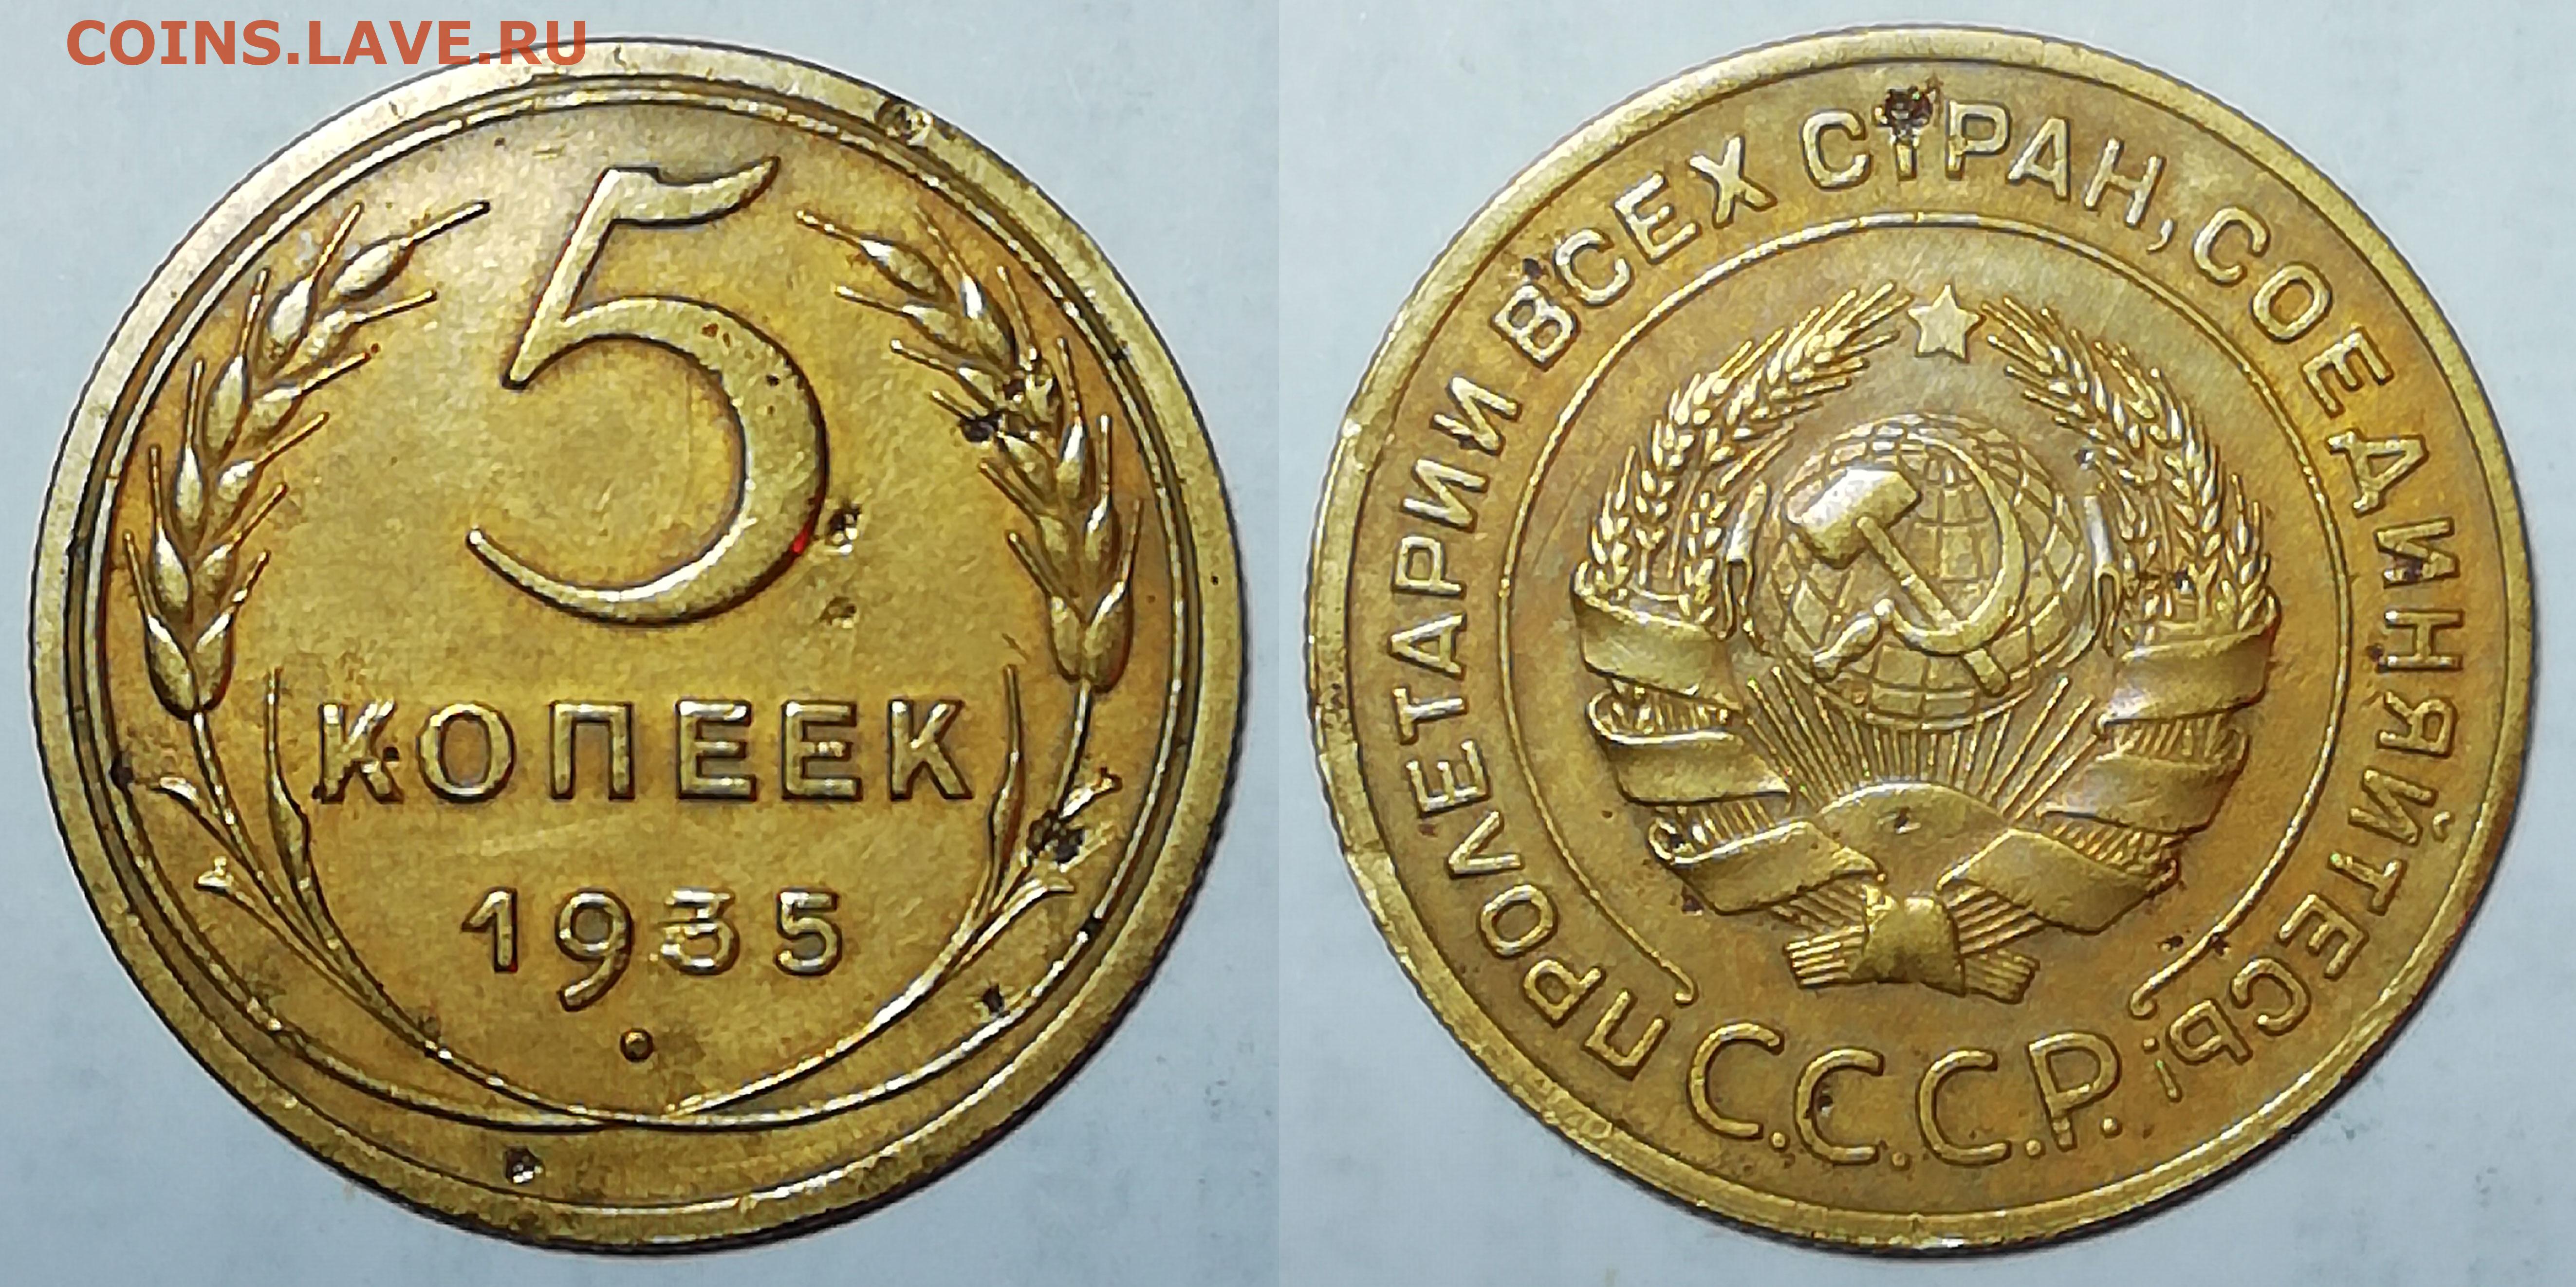 COINS.LAVE.RU
5
КОПЕЕК
1935
ПРОЛЕТАРИИ ВСЕХ СТРАН, СОЕДИНЯЙТЕСЬ!
С.С.С.Р.